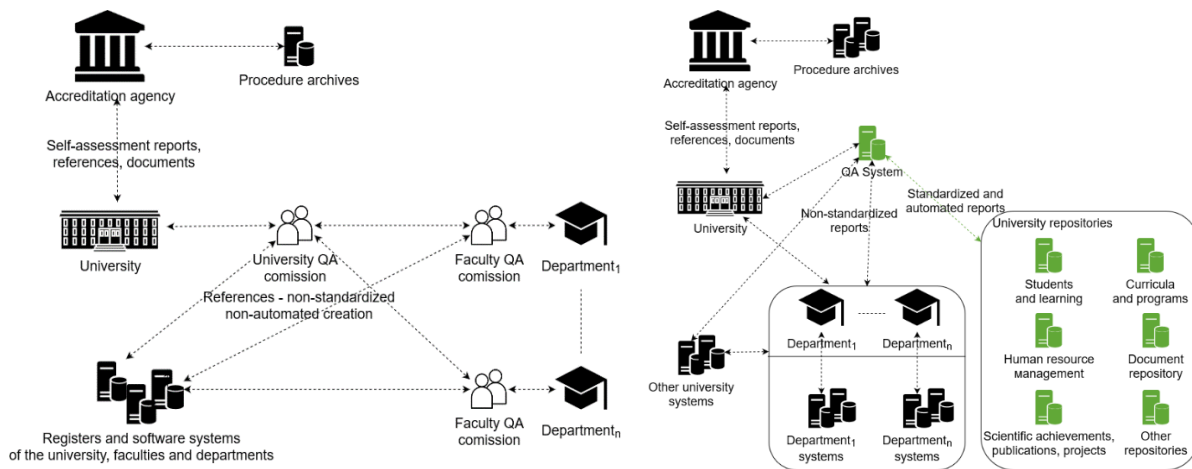 Accreditation agency
Procedure archives
Self-assessment reports,
references, documents
University
University QA
comission
Faculty QA
comission
Department₁
References - non-standardized
non-automated creation
Registers and software systems
of the university, faculties and departments
Faculty QA
comission
Departmentₙ
Accreditation agency
Procedure archives
Self-assessment reports,
references, documents
QA System
University
Non-standardized
reports
Standardized and
automated reports
University repositories
Students
and learning
Curricula
and programs
Human resource
мanagement
Document
repository
Scientific achievements,
publications, projects
Other
repositories
Department₁
Departmentₙ
Other university
systems
Department₁
systems
Departmentₙ
systems